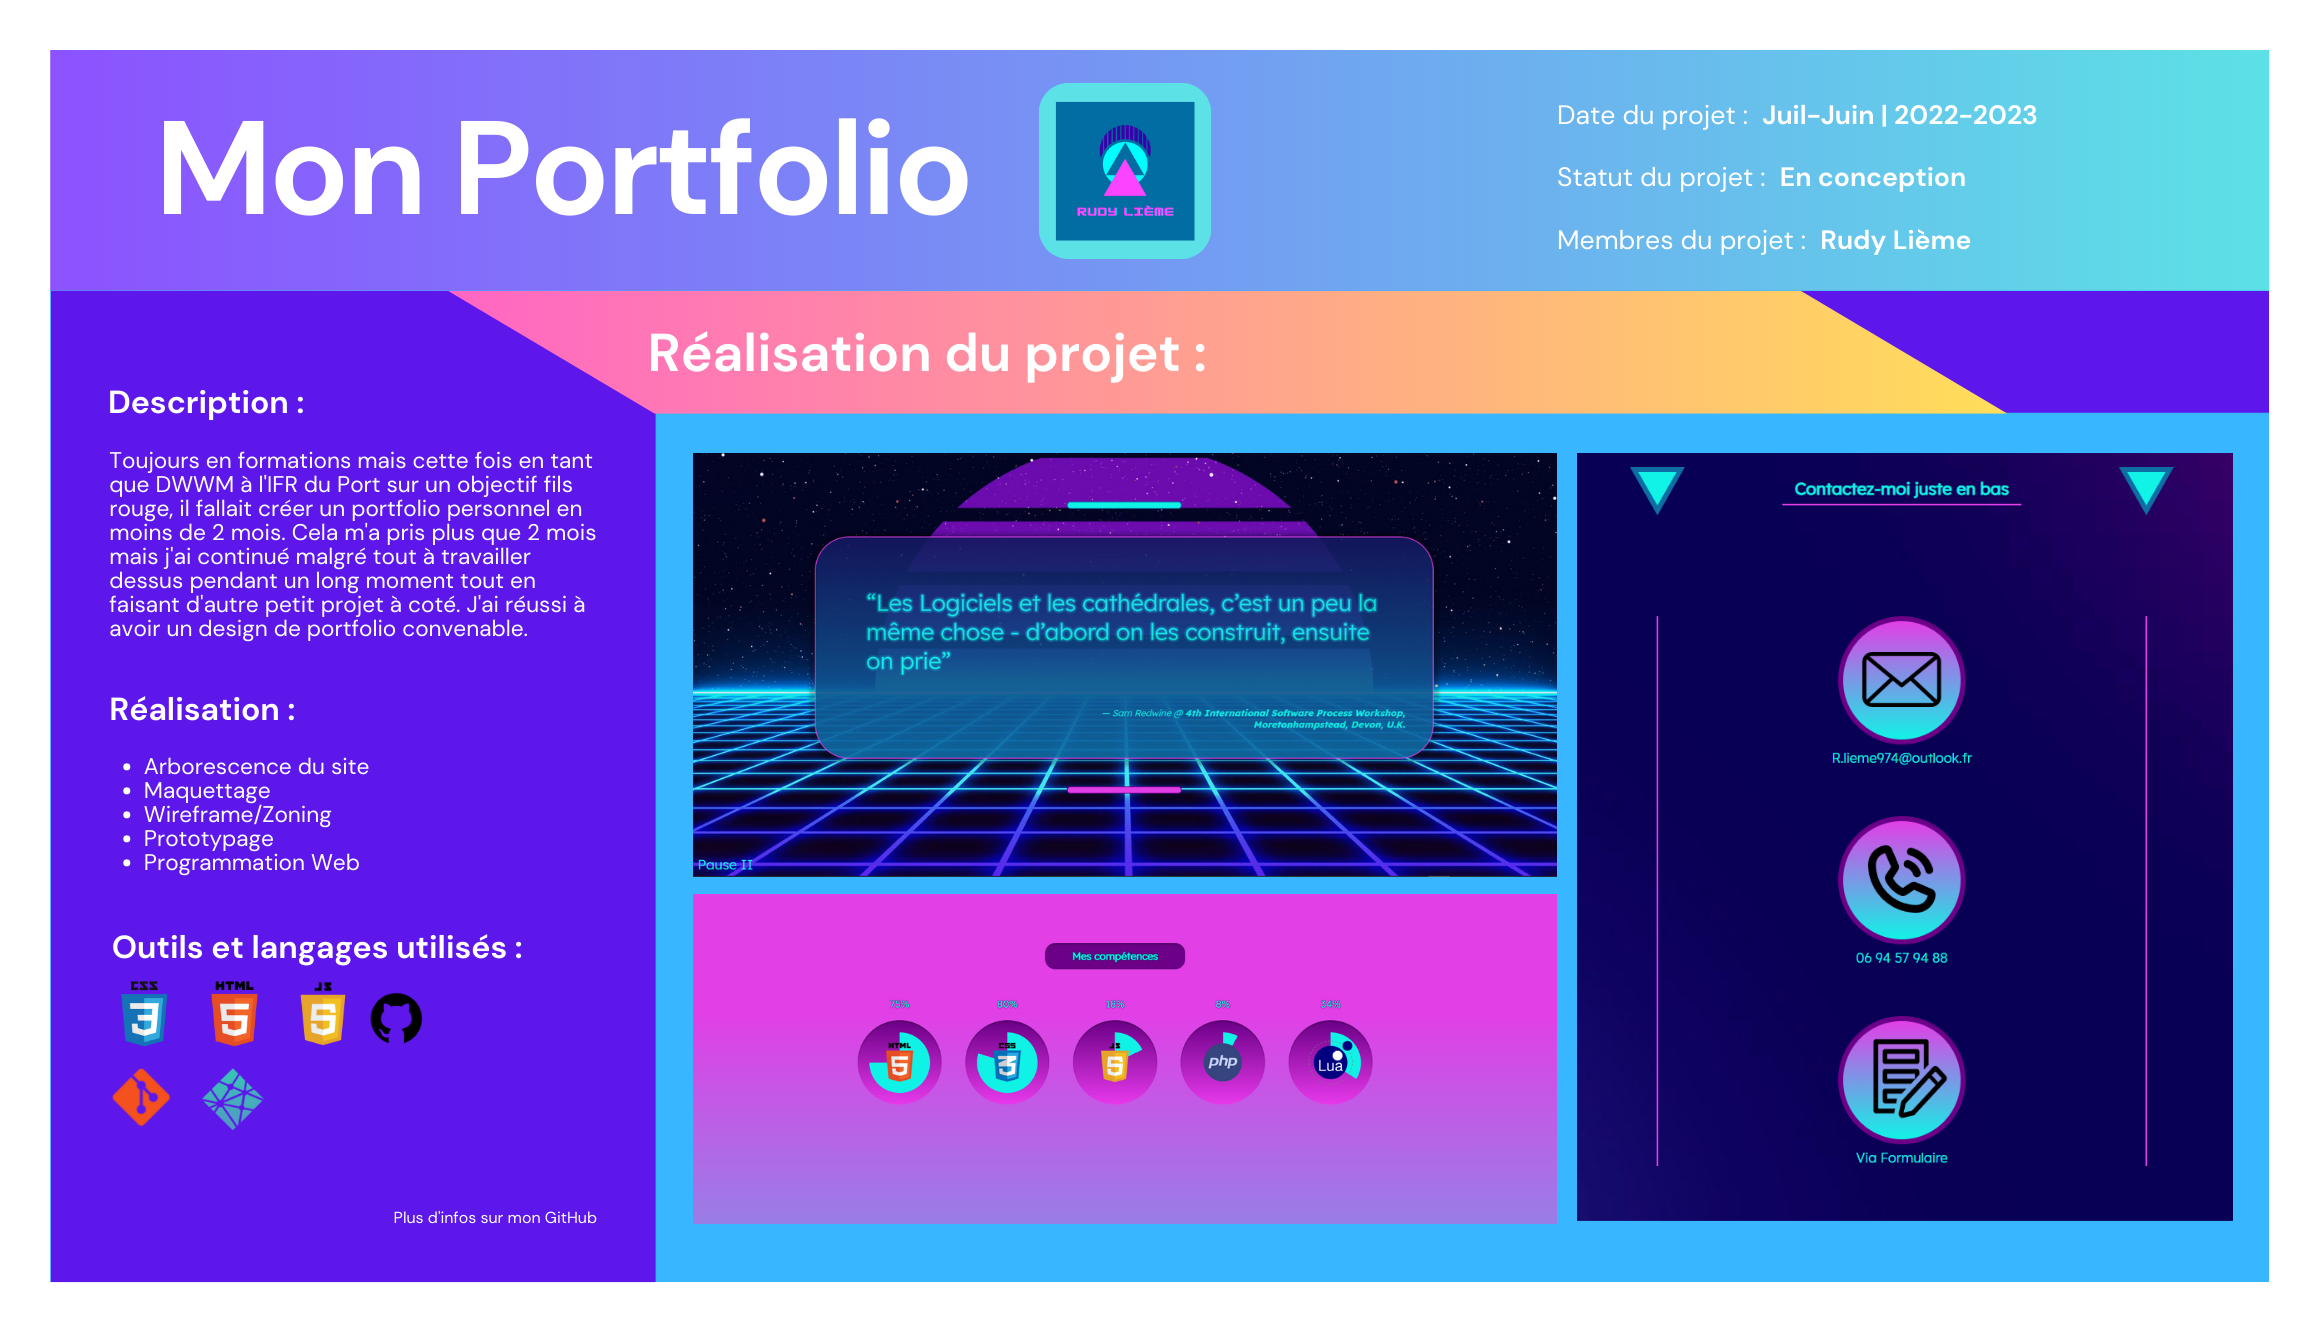 Mon Portfolio
RUDY LIÈME
Date du projet : Juil-Juin | 2022-2023
Statut du projet : En conception
Membres du projet : Rudy Lième
Réalisation du projet :
Description :
Toujours en formations mais cette fois en tant
que DWWM à l'IFR du Port sur un objectif fils
rouge, il fallait créer un portfolio personnel en
moins de 2 mois. Cela m'a pris plus que 2 mois
mais j'ai continué malgré tout à travailler
dessus pendant un long moment tout en
faisant d'autre petit projet à coté. J'ai réussi à
avoir un design de portfolio convenable.
Réalisation :
• Arborescence du site
• Maquettage
• Wireframe/Zoning
• Prototypage
• Programmation Web
Outils et langages utilisés :
CSS
3
HTML
5
JS
5
Plus d'infos sur mon GitHub
“Les Logiciels et les cathédrales, c’est un peu la
même chose - d’abord on les construit, ensuite
on prie”
— Sam Redwine @ 4th International Software Process Workshop,
Moretonhampstead, Devon, U.K.
Pause II
Mes compétences
75%
HTML
5
CSS
3
JS
5
php
Lua
Contactez-moi juste en bas
R.lieme974@outlook.fr
06 94 57 94 88
Via Formulaire